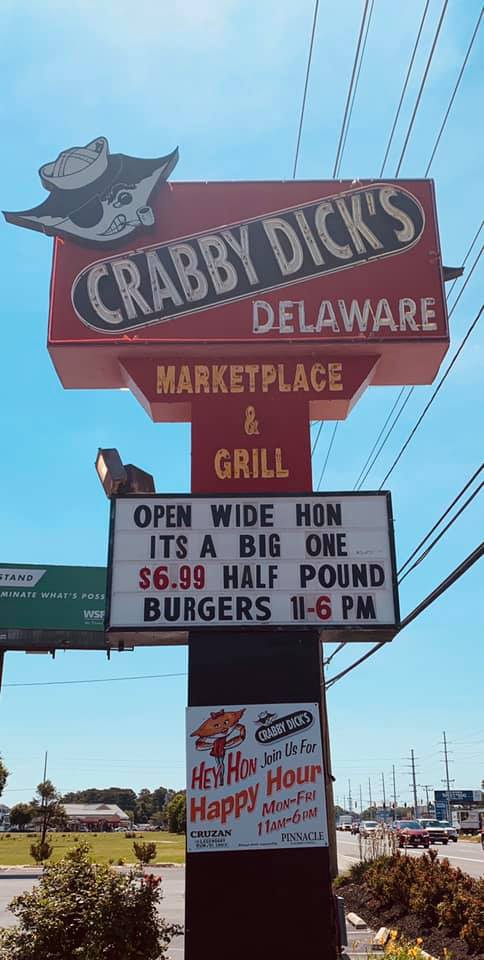 CRABBY DICK'S
DELAWARE
MARKETPLACE
&
GRILL
OPEN WIDE HON
ITS A BIG ONE
$6.99 HALF POUND
BURGERS 11-6 PM
STAND
MINATE WHAT'S POSS
WSF
CRABBY DICK'S
HEY HON Join Us For
Happy Hour
MON-FRI
11AM-6PM
CRUZAN
PINNACLE